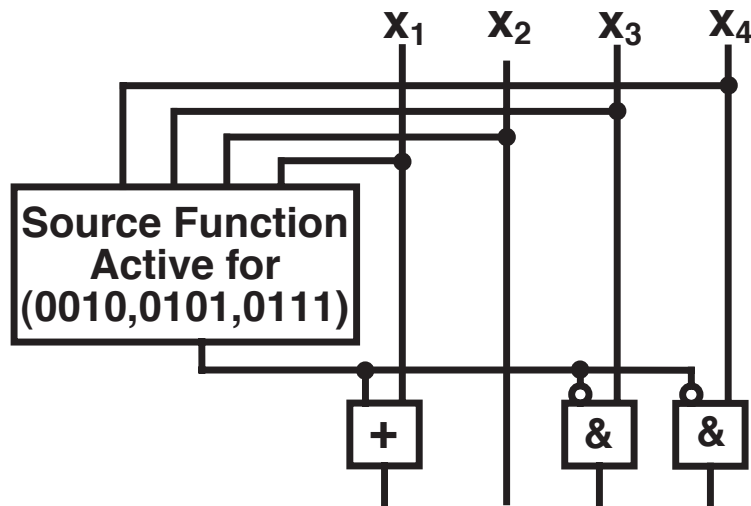 x₁ x₂ x₃ x₄
Source Function
Active for
(0010,0101,0111)
+ & &